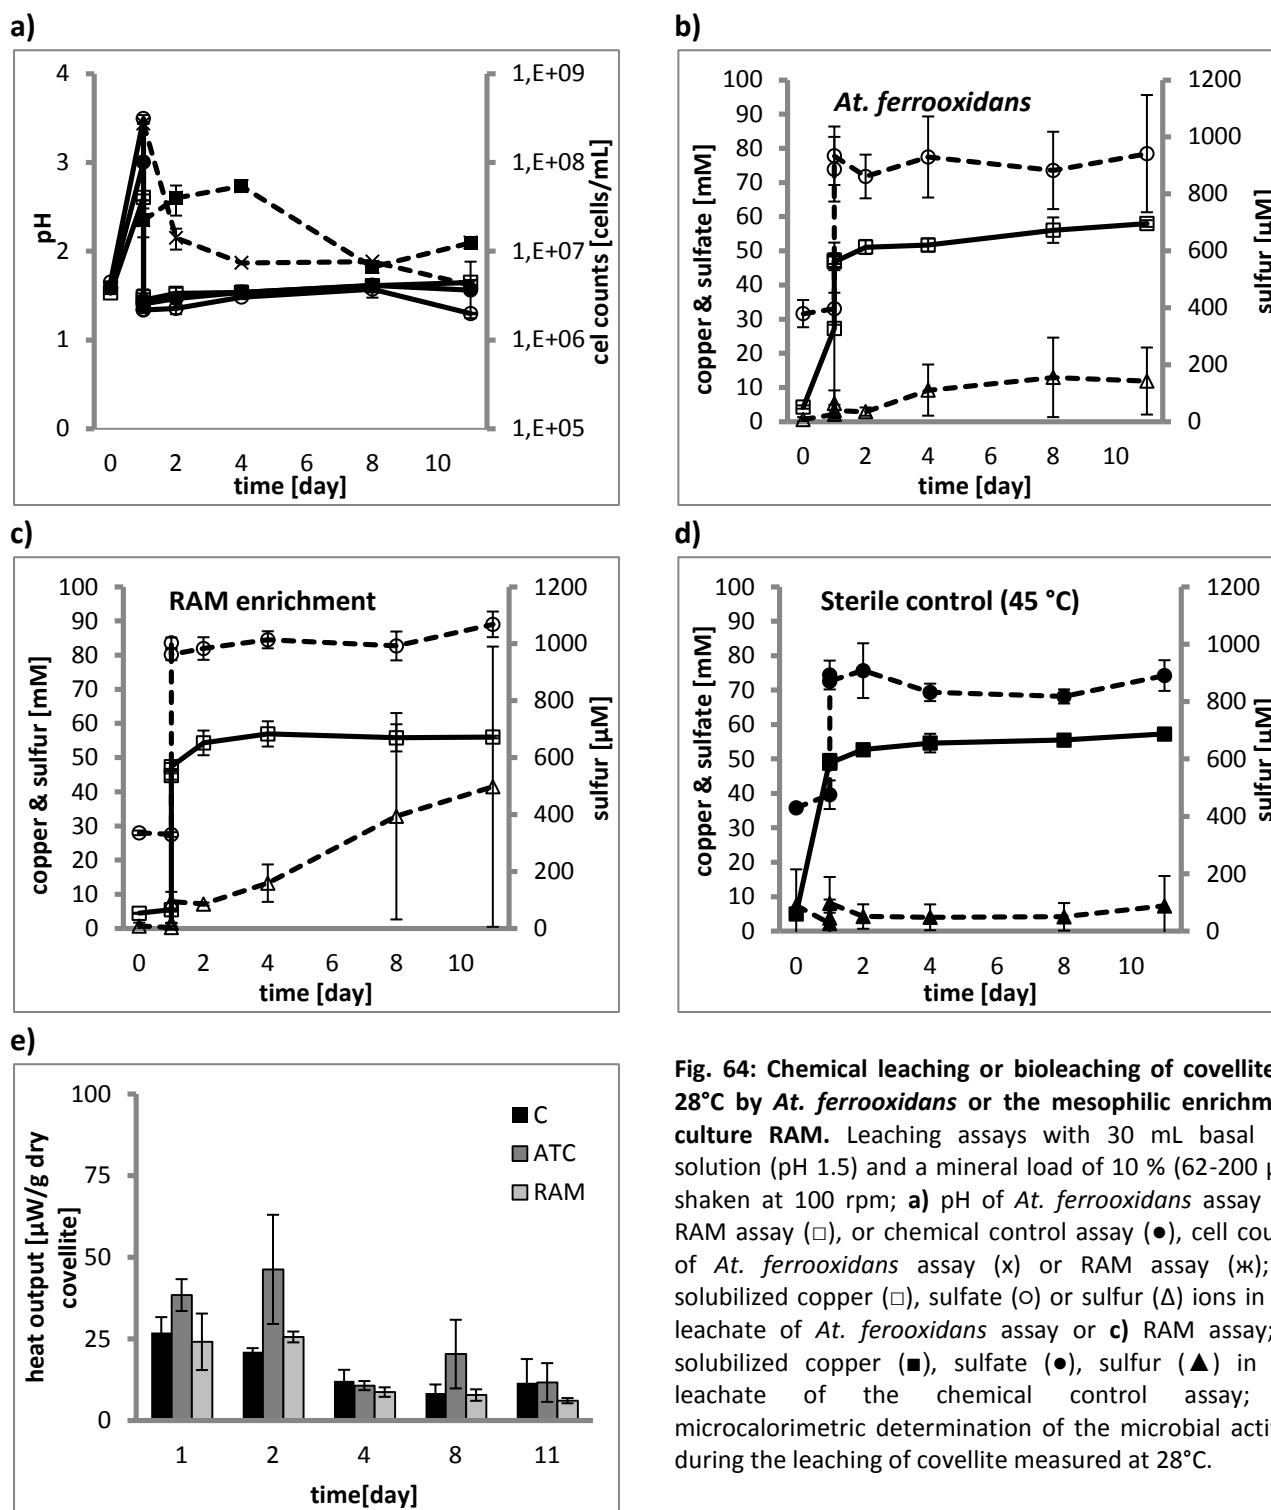 a)
4
3
2
1
0
pH
1,E+09
1,E+08
1,E+07
1,E+06
1,E+05
cel counts [cells/mL]
0 2 4 6 8 10
time [day]
b)
At. ferrooxidans
100
90
80
70
60
50
40
30
20
10
0
copper & sulfate [mM]
1200
1000
800
600
400
200
0
sulfur [µM]
0 2 4 6 8 10
time [day]
c)
RAM enrichment
100
90
80
70
60
50
40
30
20
10
0
copper & sulfur [mM]
1200
1000
800
600
400
200
0
sulfur [µM]
0 2 4 6 8 10
time [day]
d)
Sterile control (45 °C)
100
90
80
70
60
50
40
30
20
10
0
copper & sulfate [mM]
1200
1000
800
600
400
200
0
sulfur [µM]
0 2 4 6 8 10
time [day]
e)
100
75
50
25
0
heat output [µW/g dry
covellite]
C
ATC
RAM
1 2 4 8 11
time[day]
Fig. 64: Chemical leaching or bioleaching of covellite
28°C by At. ferrooxidans or the mesophilic
culture RAM. Leaching assays with 30 mL basal
solution (pH 1.5) and a mineral load of 10 % (62-200
shaken at 100 rpm; a) pH of At. ferrooxidans assay
RAM assay (□), or chemical control assay (●), cell
of At. ferrooxidans assay (x) or RAM assay (ж);
solubilized copper (□), sulfate (○) or sulfur (Δ) ions in
leachate of At. ferooxidans assay or c) RAM assay;
solubilized copper (■), sulfate (●), sulfur (▲) in
leachate of the chemical control assay;
microcalorimetric determination of the microbial
during the leaching of covellite measured at 28°C.